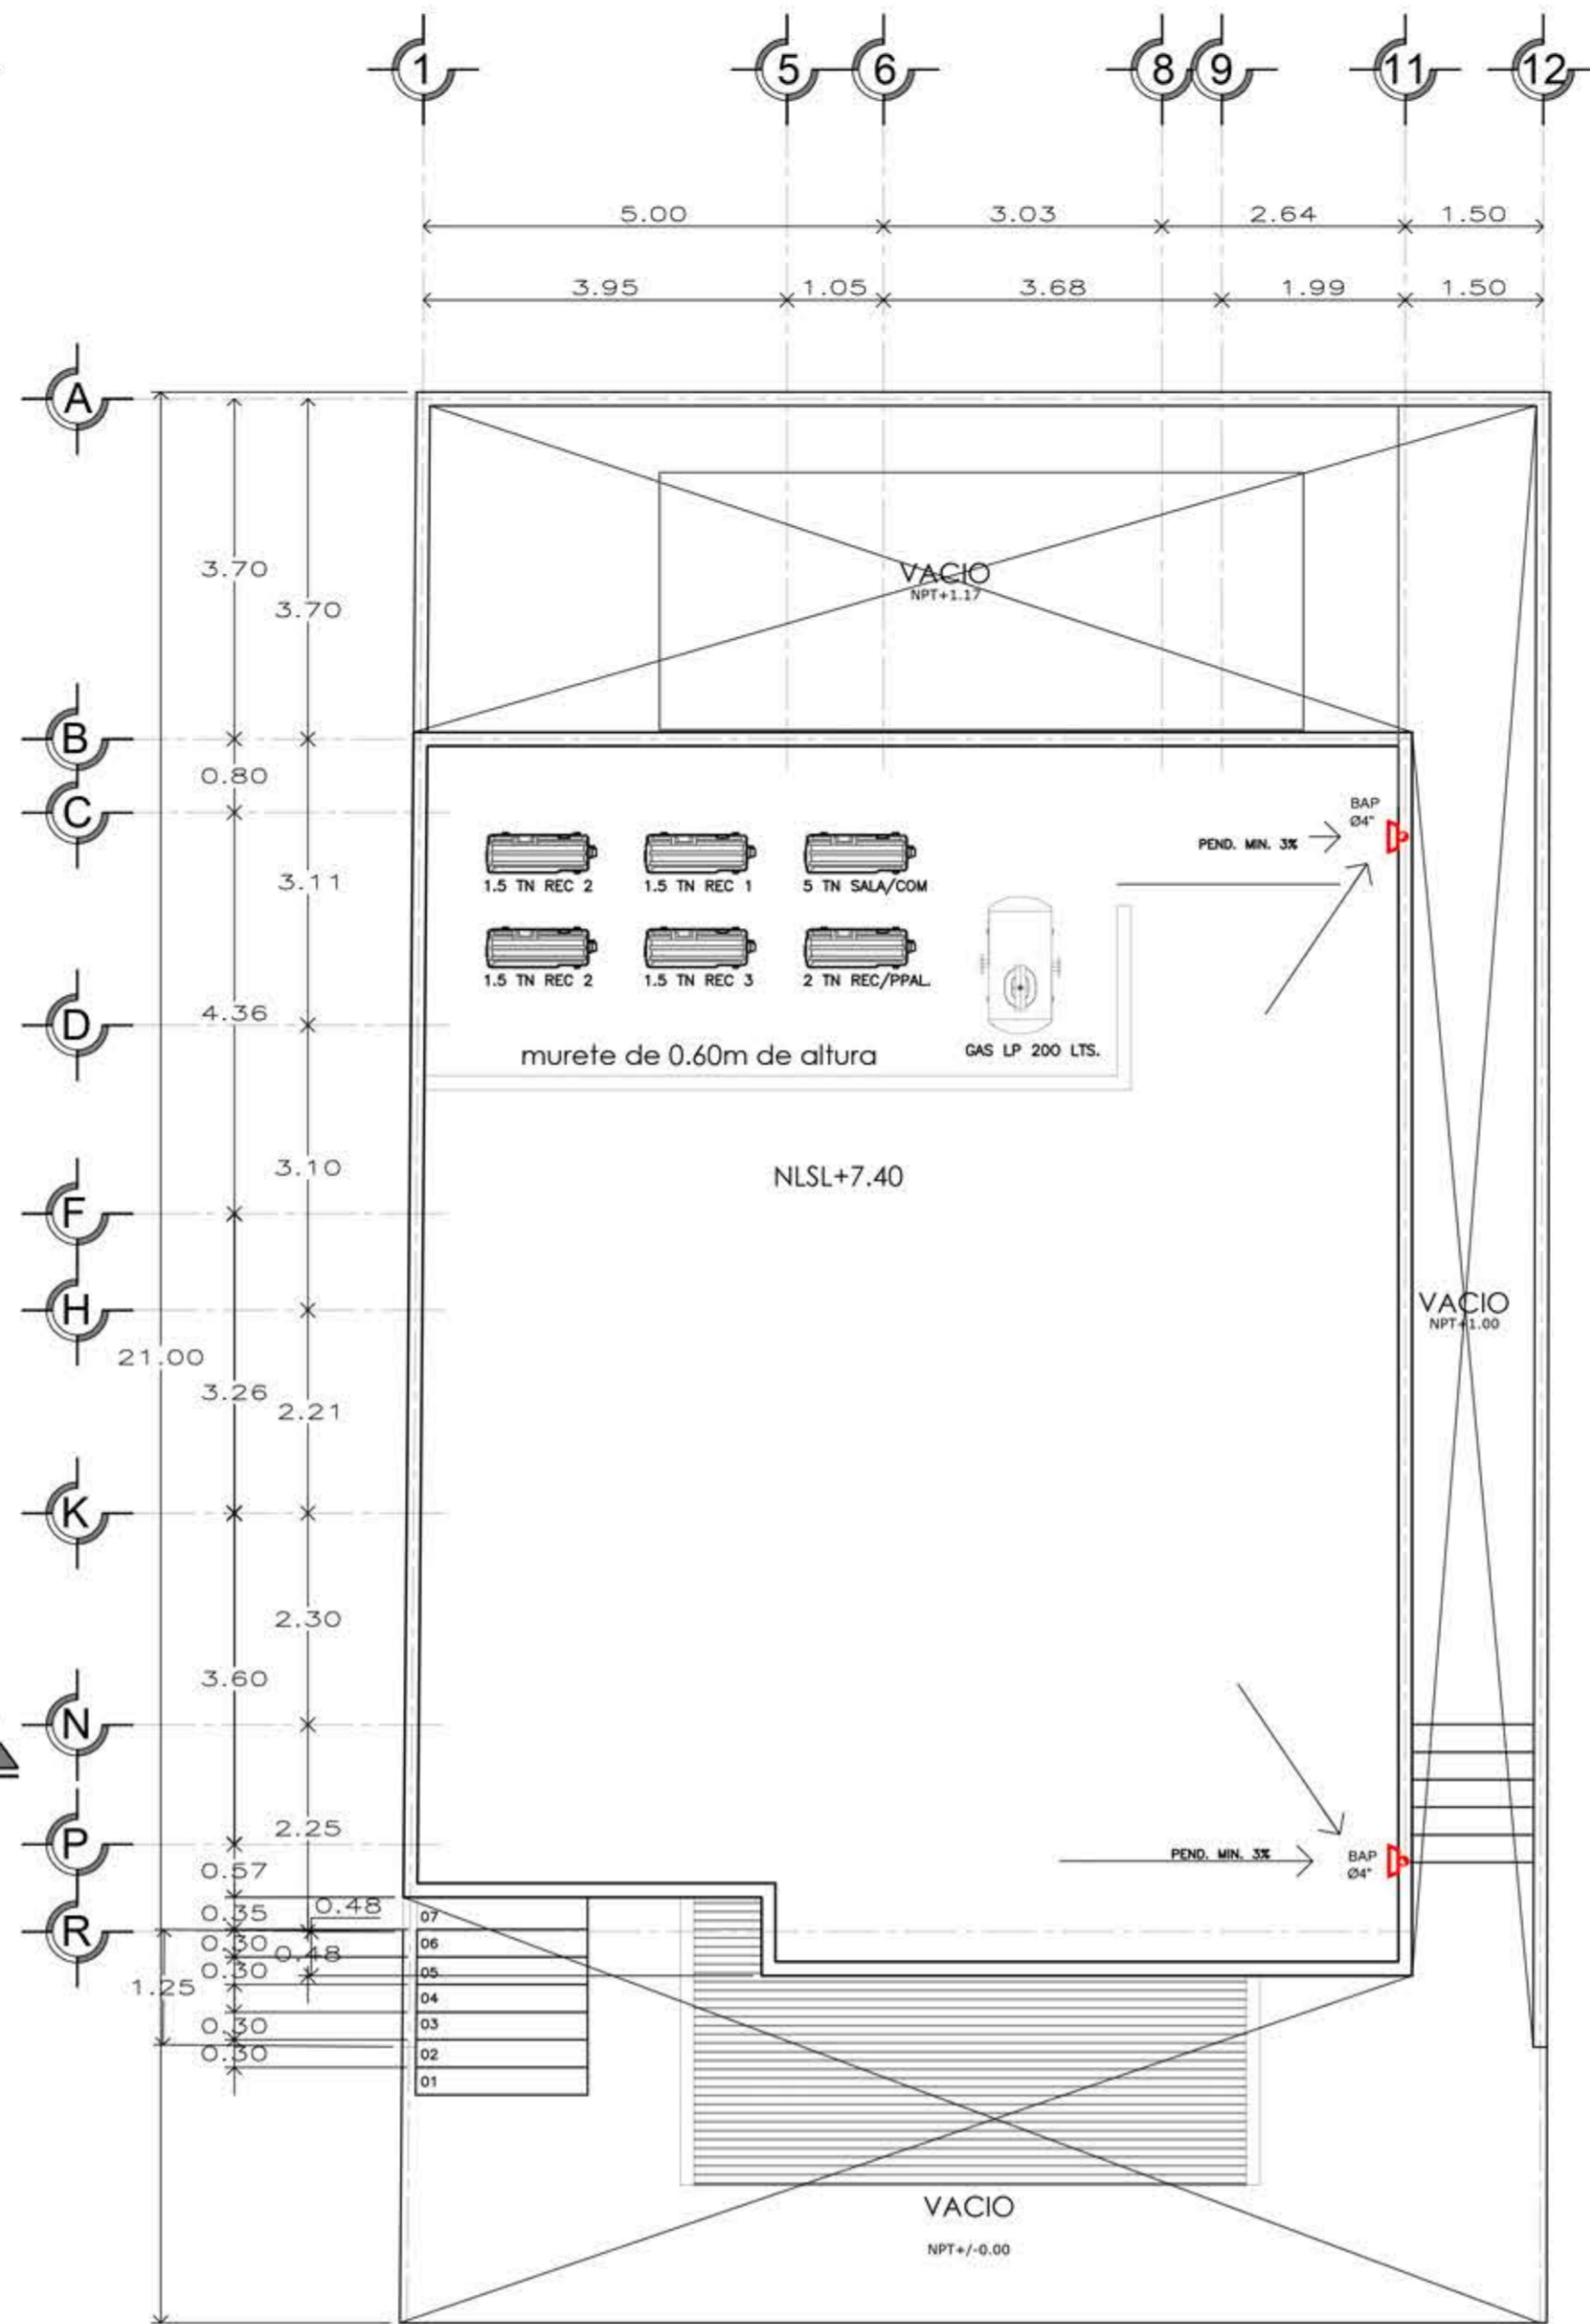 1 5 6 8 9 11 12
5.00 3.03 2.64 1.50
3.95 1.05 3.68 1.99 1.50
A
3.70
3.70
VACIO
NPT+1.17
B
0.80
C
BAP
Ø4"
PEND. MIN. 3%
3.11
1.5 TN REC 2 1.5 TN REC 1 5 TN SALA/COM
1.5 TN REC 2 1.5 TN REC 3 2 TN REC/PPAL.
4.36
D
murete de 0.60m de altura
GAS LP 200 LTS.
3.10
NLSL+7.40
F
H
VACIO
NPT+1.00
21.00
3.26
2.21
K
2.30
3.60
N
2.25
P
PEND. MIN. 3%
BAP
Ø4"
0.57
0.35
0.48
07
R
0.30
06
0.48
0.30
05
1.25
04
0.30
03
0.30
02
01
VACIO
NPT+/-0.00